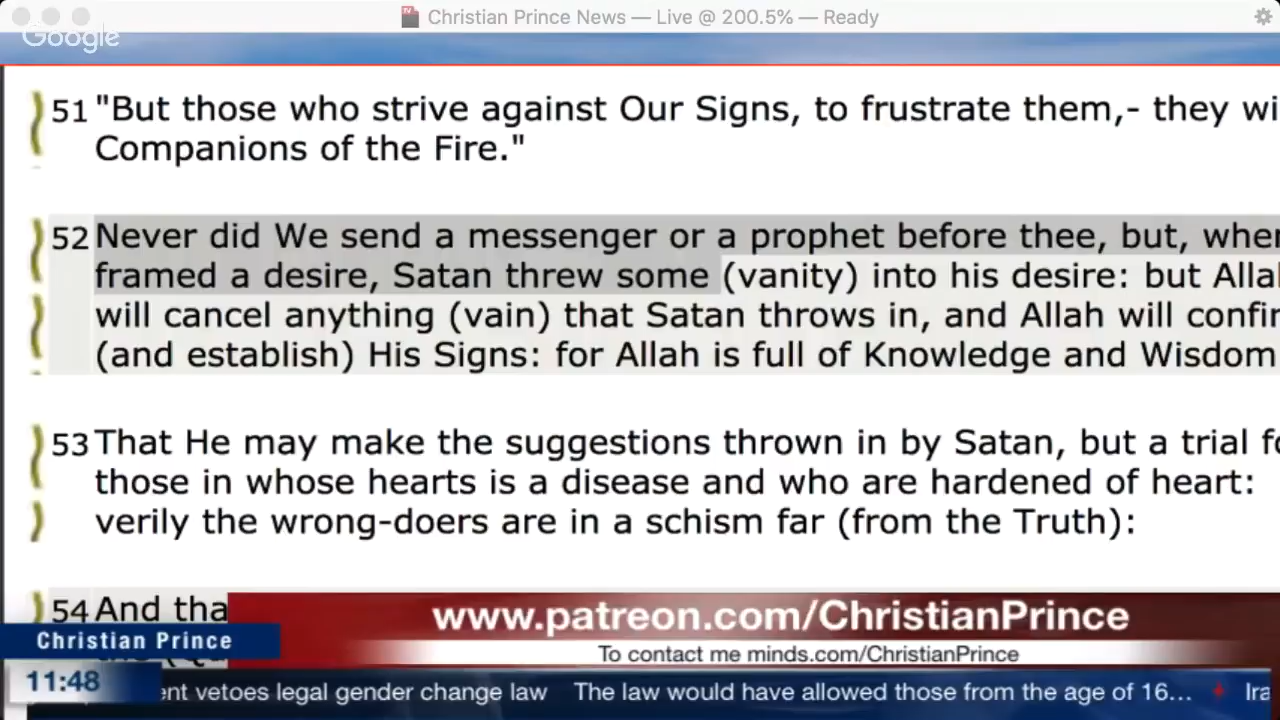 Christian Prince News — Live @ 200.5% — Ready
Google
51 "But those who strive against Our Signs, to frustrate them,- they
Companions of the Fire."
52 Never did We send a messenger or a prophet before thee, but,
framed a desire, Satan threw some (vanity) into his desire: but
will cancel anything (vain) that Satan throws in, and Allah will
(and establish) His Signs: for Allah is full of Knowledge and Wisdom
53 That He may make the suggestions thrown in by Satan, but a trial
those in whose hearts is a disease and who are hardened of heart:
verily the wrong-doers are in a schism far (from the Truth):
54 And
www.patreon.com/ChristianPrince
Christian Prince
To contact me minds.com/ChristianPrince
11:48
vetoes legal gender change law The law would have allowed those from the age of 16...